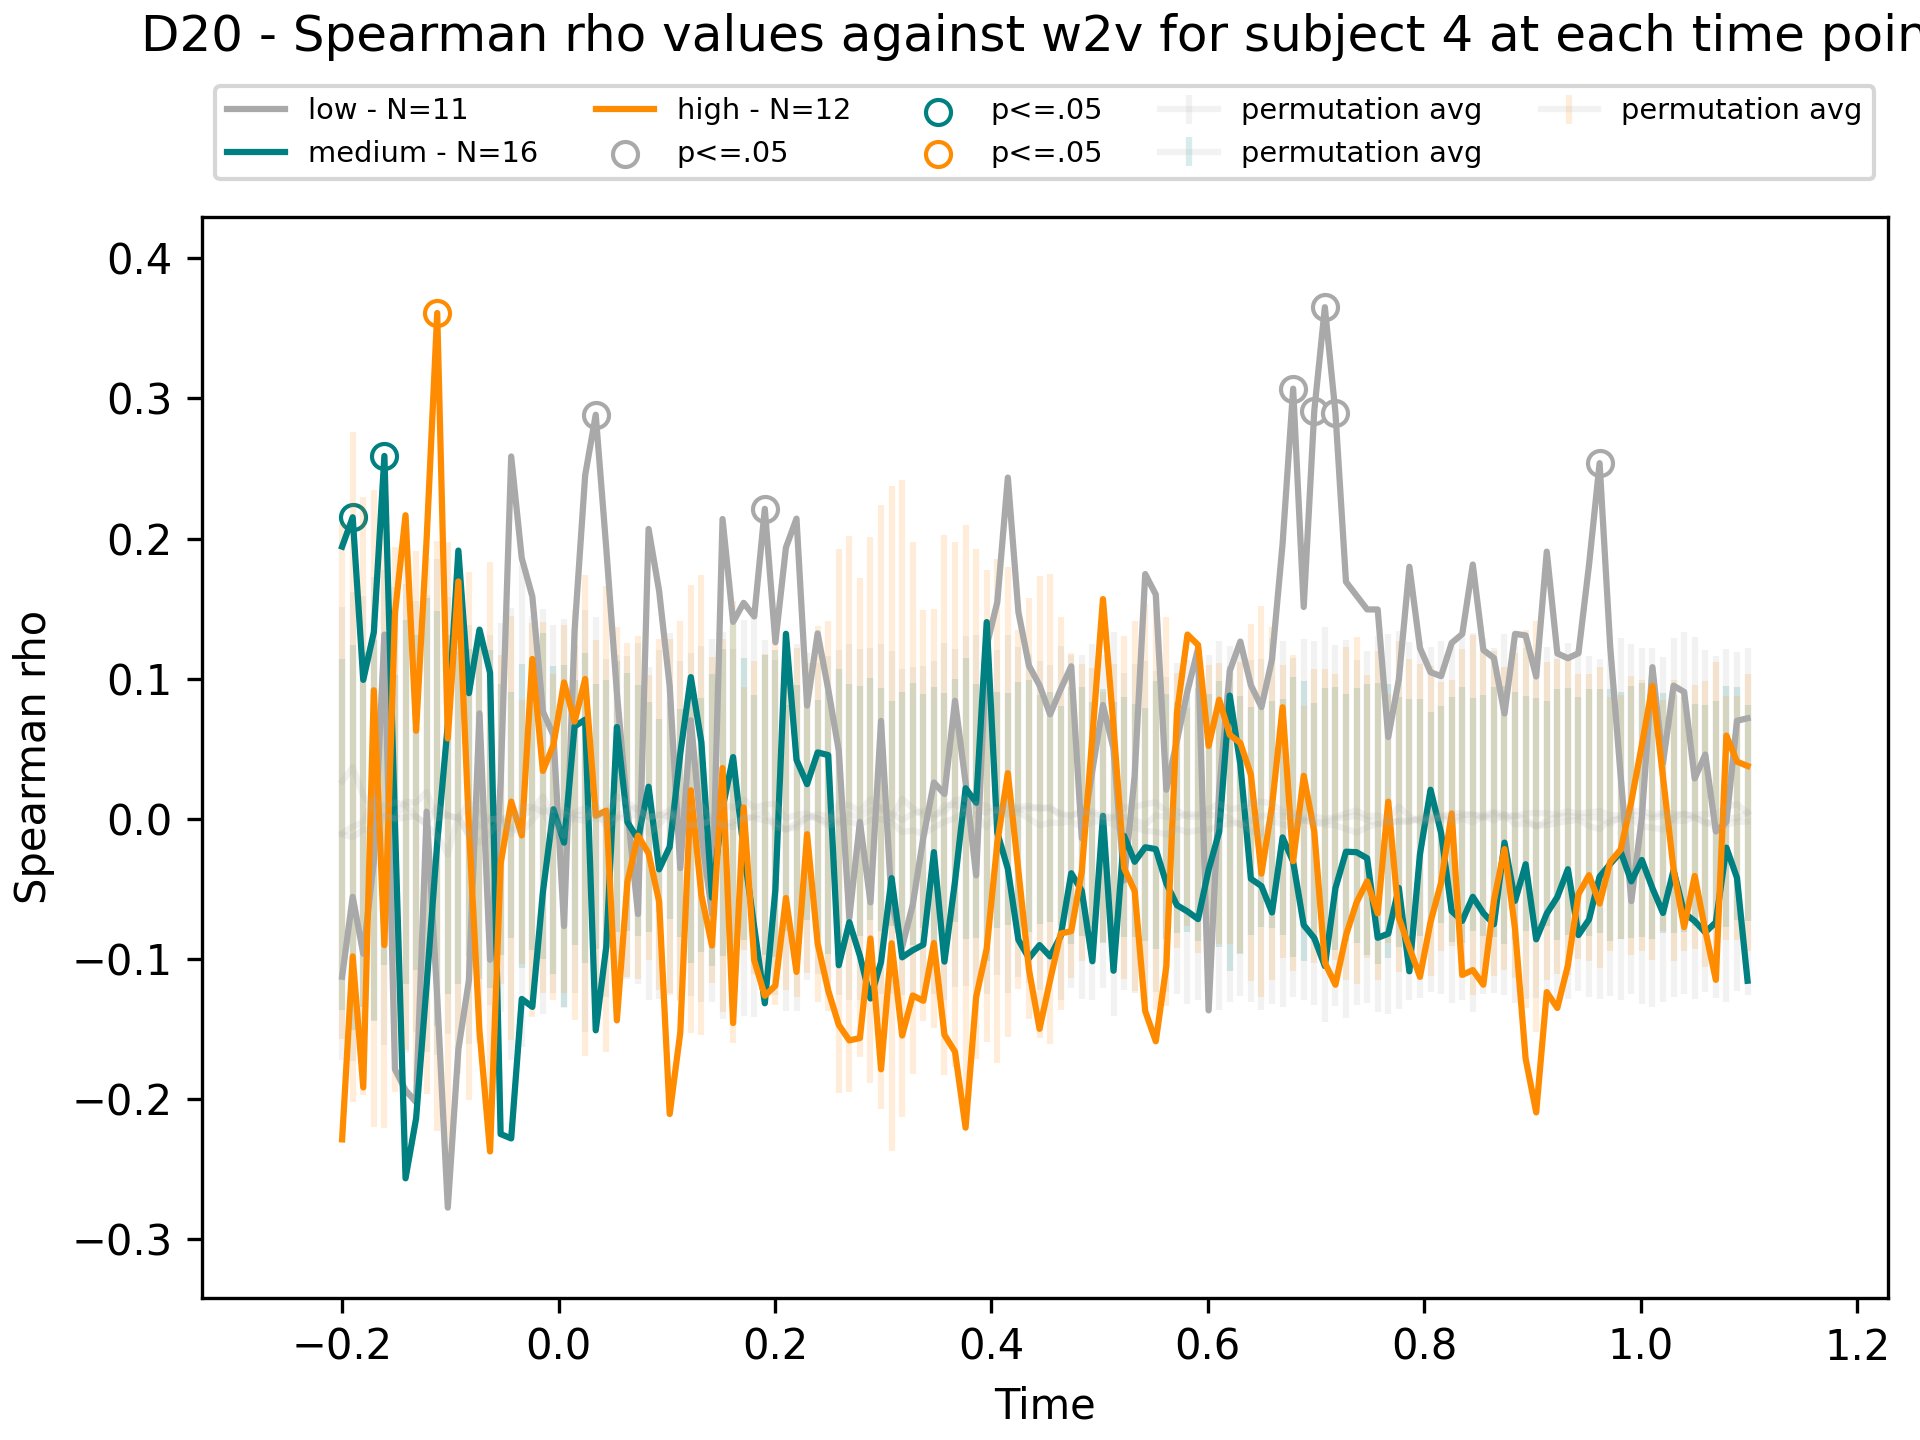 D20 - Spearman rho values against w2v for subject 4 at each time poin
low - N=11
medium - N=16
high - N=12
p<=.05
p<=.05
p<=.05
permutation avg
permutation avg
permutation avg
Spearman rho
0.4
0.3
0.2
0.1
0.0
−0.1
−0.2
−0.3
−0.2 0.0 0.2 0.4 0.6 0.8 1.0 1.2
Time